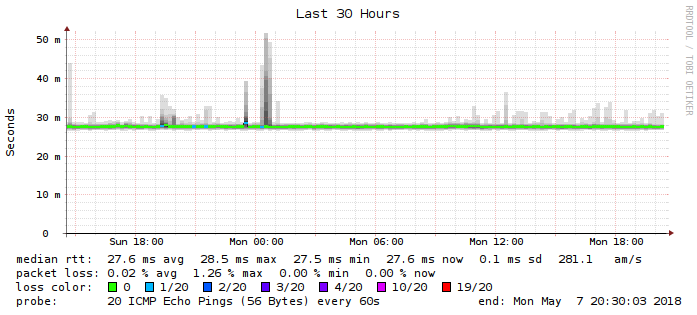 Last 30 Hours
RRDTOOL / TOBI OETIKER
Seconds
50 m
40 m
30 m
20 m
10 m
0
Sun 18:00 Mon 00:00 Mon 06:00 Mon 12:00 Mon 18:00
median rtt: 27.6 ms avg 28.5 ms max 27.5 ms min 27.6 ms now 0.1 ms sd 281.1 am/s
packet loss: 0.02 % avg 1.26 % max 0.00 % min 0.00 % now
loss color: 0 1/20 2/20 3/20 4/20 10/20 19/20
probe: 20 ICMP Echo Pings (56 Bytes) every 60s end: Mon May 7 20:30:03 2018